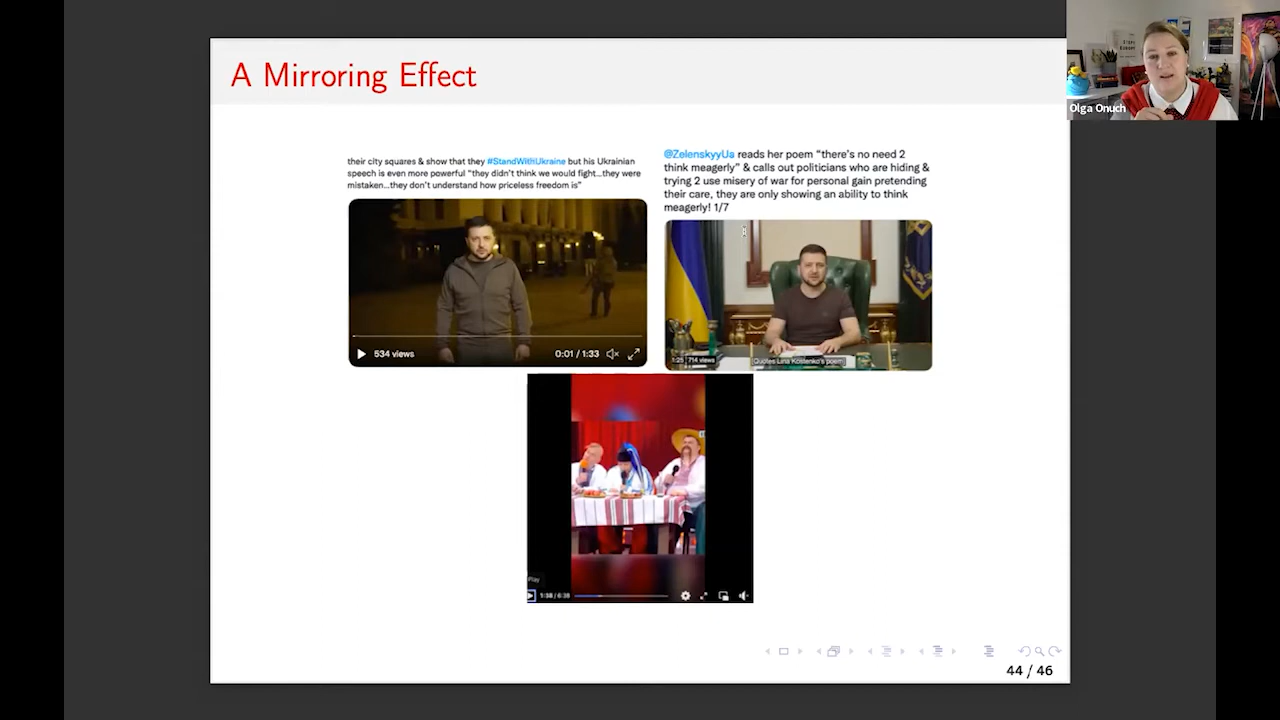 A Mirroring Effect
Olga Onuch
their city squares & show that they #StandWithUkraine but his Ukrainian
speech is even more powerful “they didn’t think we would fight...they were
mistaken...they don’t understand how priceless freedom is”
@ZelenskyyUa reads her poem “there’s no need 2
think meagerly” & calls out politicians who are hiding &
trying 2 use misery of war for personal gain pretending
their care, they are only showing an ability to think
meagerly! 1/7
534 views
0:01 / 1:33
1:25 714 views
[Quotes Lina Kostenko's poem]
Play
1:38 / 6:38
44 / 46